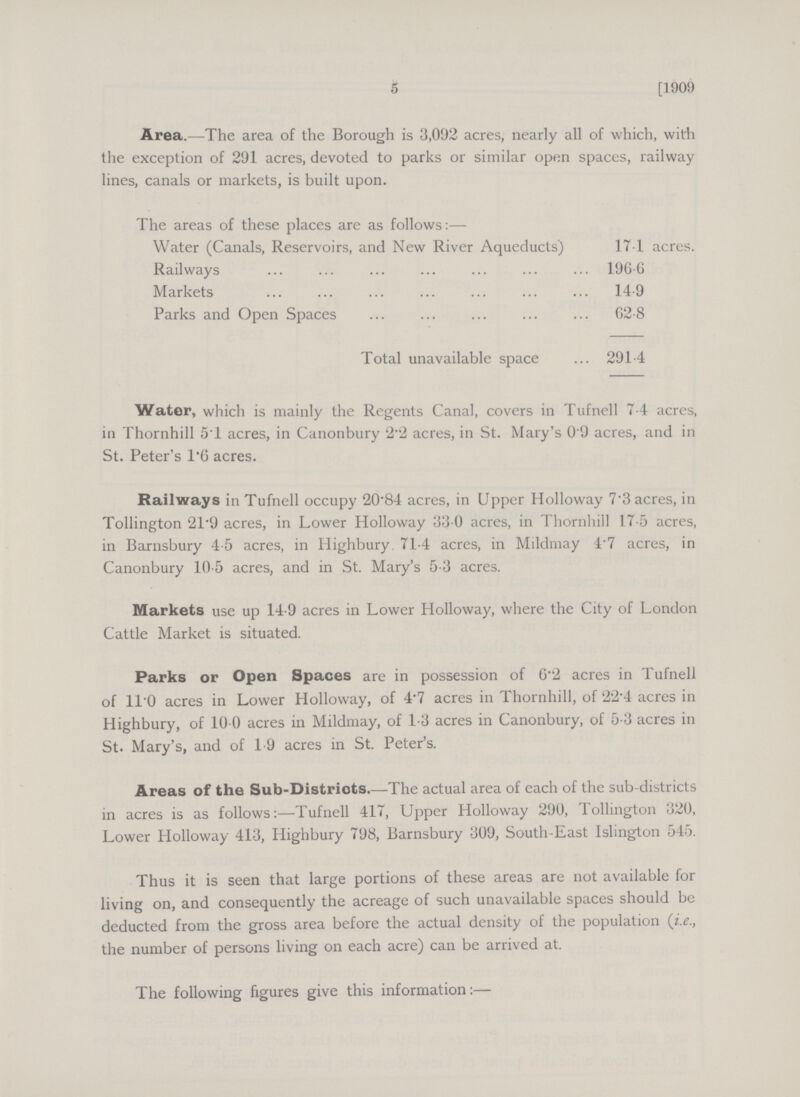 5 [1909
Area.—The area of the Borough is 3,092 acres, nearly all of which, with
the exception of 291 acres, devoted to parks or similar open spaces, railway
lines, canals or markets, is built upon.
The areas of these places are as follows:—
Water (Canals, Reservoirs, and New River Aqueducts) 17·1 acres.
Railways ... ... ... ... ... ... ... 196·6
Markets ... ... ... ... ... ... ... 14·9
Parks and Open Spaces ... ... ... ... ... 62·8
Total unavailable space ... 291·4
Water, which is mainly the Regents Canal, covers in Tufnell 7·4 acres,
in Thornhill 5·1 acres, in Canonbury 2·2 acres, in St. Mary's 0·9 acres, and in
St. Peter's 1·6 acres.
Railways in Tufnell occupy 20·84 acres, in Upper Holloway 7·3 acres, in
Tollington 21·9 acres, in Lower Holloway 33·0 acres, in Thornhill 17·5 acres,
in Barnsbury 4·5 acres, in Highbury 71·4 acres, in Mildmay 4·7 acres, in
Canonbury 10·5 acres, and in St. Mary's 5·3 acres.
Markets use up 14·9 acres in Lower Holloway, where the City of London
Cattle Market is situated.
Parks or Open Spaces are in possession of 6·2 acres in Tufnell
of 11·0 acres in Lower Holloway, of 4·7 acres in Thornhill, of 22·4 acres in
Highbury, of 10·0 acres in Mildmay, of 1·3 acres in Canonbury, of 5·3 acres in
St. Mary's, and of 1·9 acres in St. Peter's.
Areas of the Sub-Districts.—The actual area of each of the sub-districts
in acres is as follows:—Tufnell 417, Upper Holloway 290, Tollington 320,
Lower Holloway 413, Highbury 798, Barnsbury 309, South-East Islington 545.
Thus it is seen that large portions of these areas are not available for
living on, and consequently the acreage of such unavailable spaces should be
deducted from the gross area before the actual density of the population (i.e.,
the number of persons living on each acre) can be arrived at.
The following figures give this information:—